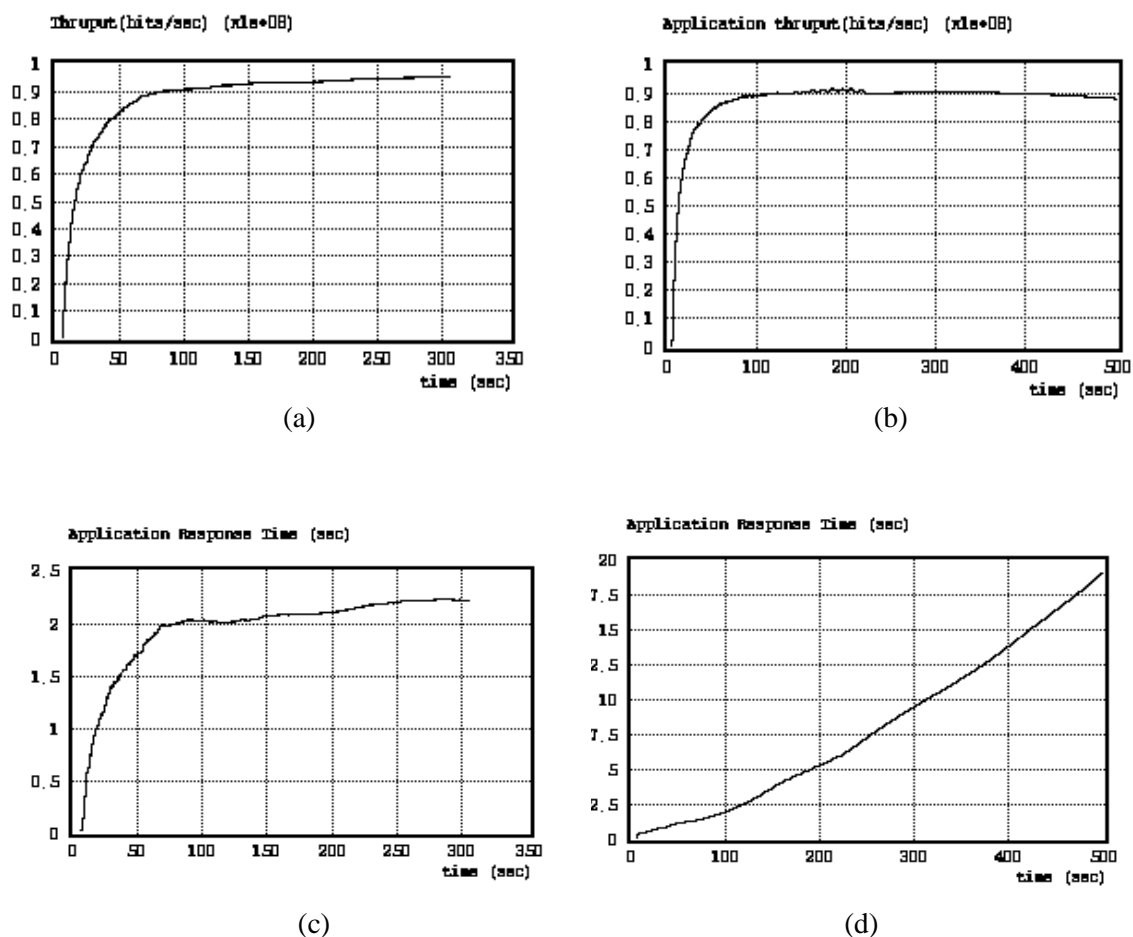 Thruput(bits/sec) (x1e+08)
1
0.9
0.8
0.7
0.6
0.5
0.4
0.3
0.2
0.1
0
0 50 100 150 200 250 300 350
time (sec)
(a)
Application thruput(bits/sec) (x1e+08)
1
0.9
0.8
0.7
0.6
0.5
0.4
0.3
0.2
0.1
0
0 100 200 300 400 500
time (sec)
(b)
Application Response Time (sec)
2.5
2
1.5
1
0.5
0
0 50 100 150 200 250 300 350
time (sec)
(c)
Application Response Time (sec)
20
7.5
15
2.5
10
7.5
5
2.5
0
0 100 200 300 400 500
time (sec)
(d)